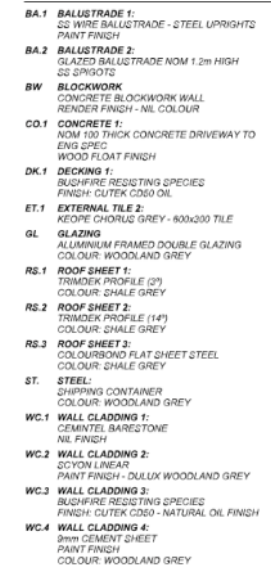 BA.1 BALUSTRADE 1:
SS WIRE BALUSTRADE - STEEL UPRIGHTS
PAINT FINISH
BA.2 BALUSTRADE 2:
GLAZED BALUSTRADE NOM 1.2m HIGH
SS SPIGOTS
BW BLOCKWORK
CONCRETE BLOCKWORK WALL
RENDER FINISH - NIL COLOUR
CO.1 CONCRETE 1:
NOM 100 THICK CONCRETE DRIVEWAY TO
ENG SPEC
WOOD FLOAT FINISH
DK.1 DECKING 1:
BUSHFIRE RESISTING SPECIES
FINISH: CUTEK CD50 OIL
ET.1 EXTERNAL TILE 2:
KEOPE CHORUS GREY - 600x200 TILE
GL GLAZING
ALUMINIUM FRAMED DOUBLE GLAZING
COLOUR: WOODLAND GREY
RS.1 ROOF SHEET 1:
TRIMDEK PROFILE (2º)
COLOUR: SHALE GREY
RS.2 ROOF SHEET 2:
TRIMDEK PROFILE (14º)
COLOUR: SHALE GREY
RS.3 ROOF SHEET 3:
COLOURBOND FLAT SHEET STEEL
COLOUR: SHALE GREY
ST. STEEL:
SHIPPING CONTAINER
COLOUR: WOODLAND GREY
WC.1 WALL CLADDING 1:
CEMINTEL BARESTONE
NIL FINISH
WC.2 WALL CLADDING 2:
SCYON LINEAR
PAINT FINISH - DULUX WOODLAND GREY
WC.3 WALL CLADDING 3:
BUSHFIRE RESISTING SPECIES
FINISH: CUTEK CD50 - NATURAL OIL FINISH
WC.4 WALL CLADDING 4:
9mm CEMENT SHEET
PAINT FINISH
COLOUR: WOODLAND GREY